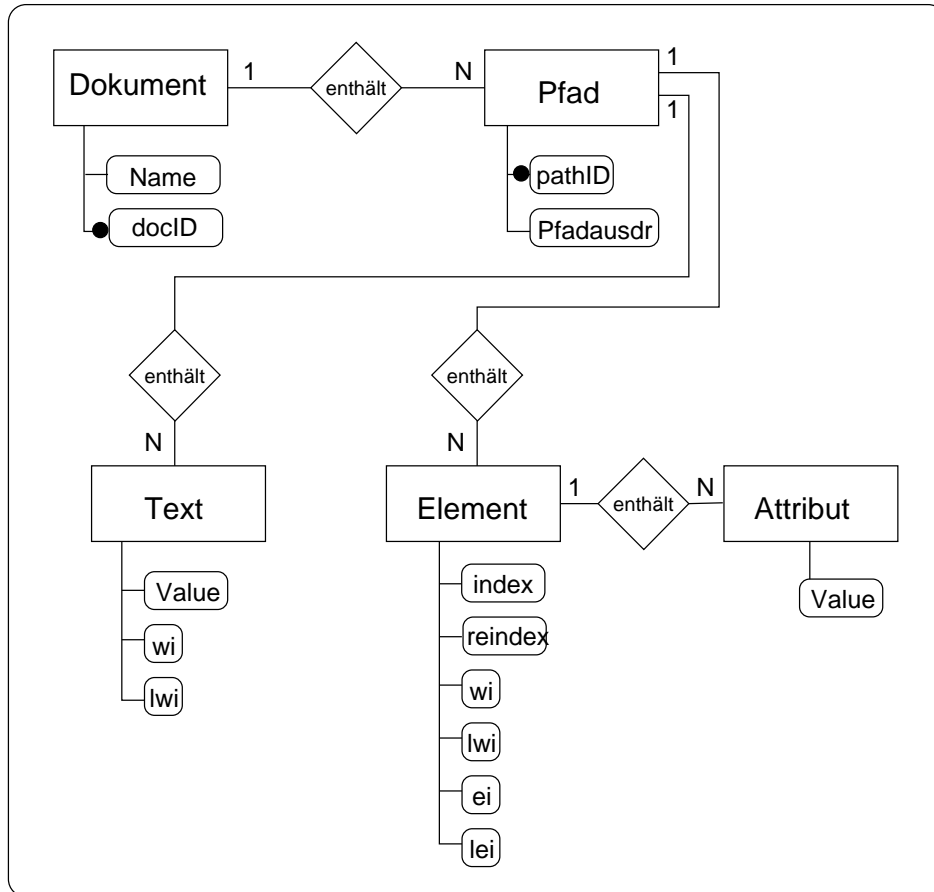 Dokument
1
enthält
N
Pfad
1
1
Name
docID
pathID
Pfadausdr
enthält
N
enthält
N
Text
Element
1
enthält
N
Attribut
Value
wi
lwi
index
reindex
wi
lwi
ei
lei
Value